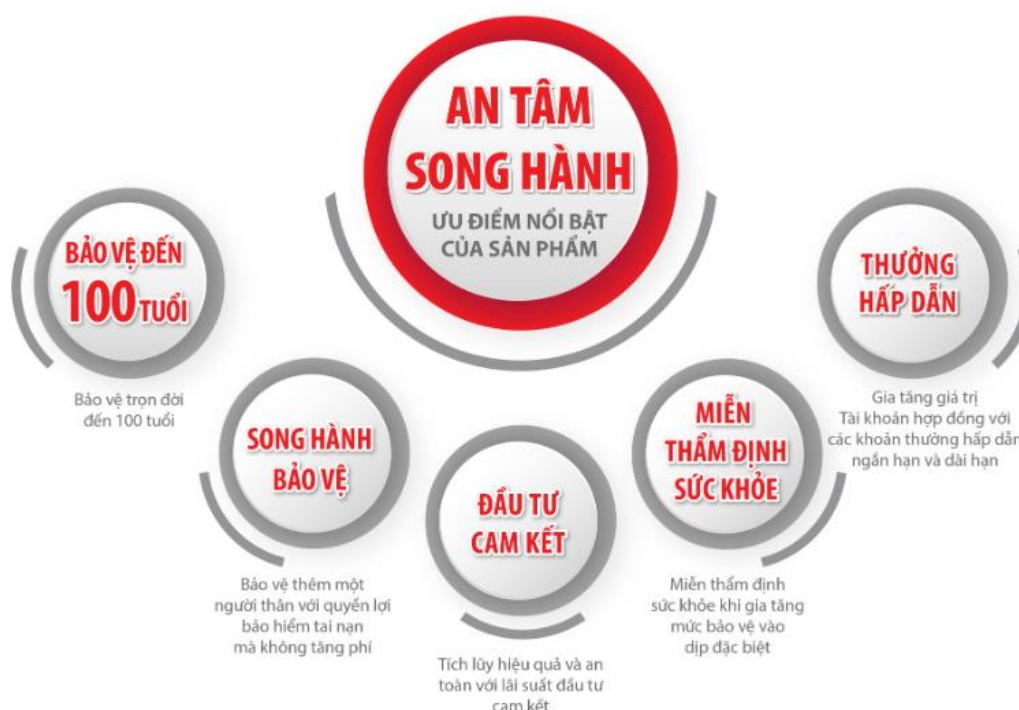 AN TÂM
SONG HÀNH
ƯU ĐIỂM NỔI BẬT
CỦA SẢN PHẨM
BẢO VỆ ĐẾN
100 TUỔI
Bảo vệ trọn đời
đến 100 tuổi
SONG HÀNH
BẢO VỆ
Bảo vệ thêm một
người thân với quyền lợi
bảo hiểm tai nạn
mà không tăng phí
ĐẦU TƯ
CAM KẾT
Tích lũy hiệu quả và an
toàn với lãi suất đầu tư
cam kết
MIỄN
THẨM ĐỊNH
SỨC KHỎE
Miễn thẩm định
sức khỏe khi gia tăng
mức bảo vệ vào
dịp đặc biệt
THƯỞNG
HẤP DẪN
Gia tăng giá trị
Tài khoản hợp đồng với
các khoản thưởng hấp dẫn
ngắn hạn và dài hạn